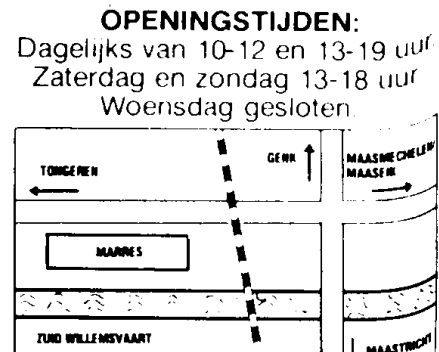 OPENINGSTIJDEN:
Dagelijks van 10-12 en 13-19 uur
Zaterdag en zondag 13-18 uur
Woensdag gesloten.
TONGEREN
GENK
MAASMECHELEN
MAASEIK
MARRES
ZUID WILLEMSVAART
MAASTRICHT